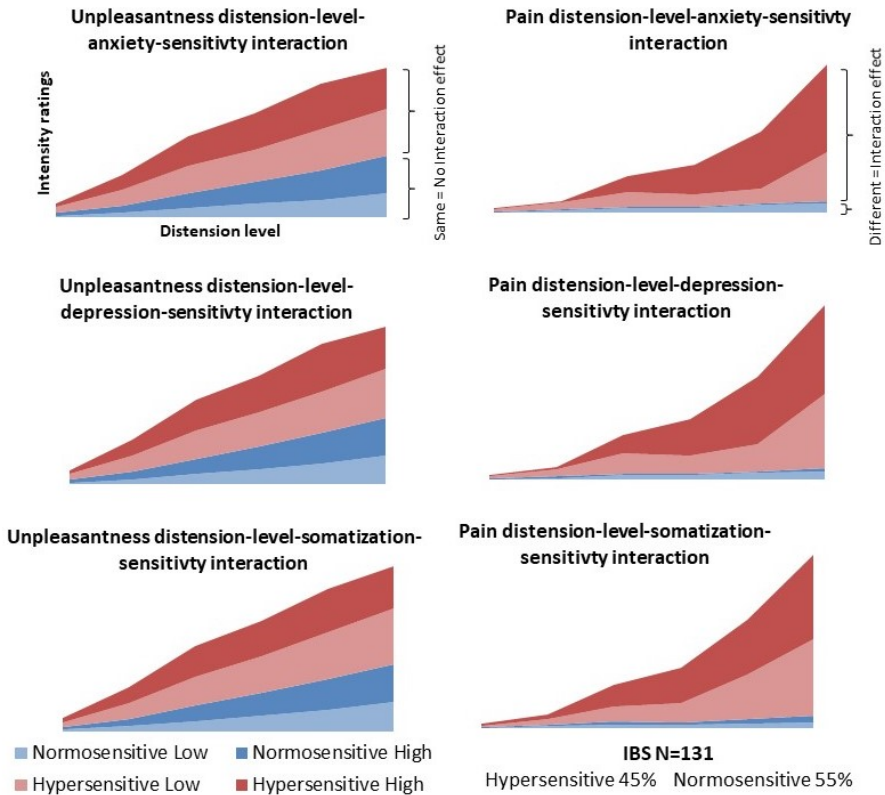 Unpleasantness distension-level-
anxiety-sensitivty interaction
Intensity ratings
Distension level
Same = No Interaction effect
Pain distension-level-anxiety-sensitivty
interaction
Different = Interaction effect
Unpleasantness distension-level-
depression-sensitivty interaction
Pain distension-level-depression-
sensitivty interaction
Unpleasantness distension-level-somatization-
sensitivty interaction
Pain distension-level-somatization-
sensitivty interaction
Normosensitive Low
Normosensitive High
Hypersensitive Low
Hypersensitive High
IBS N=131
Hypersensitive 45% Normosensitive 55%